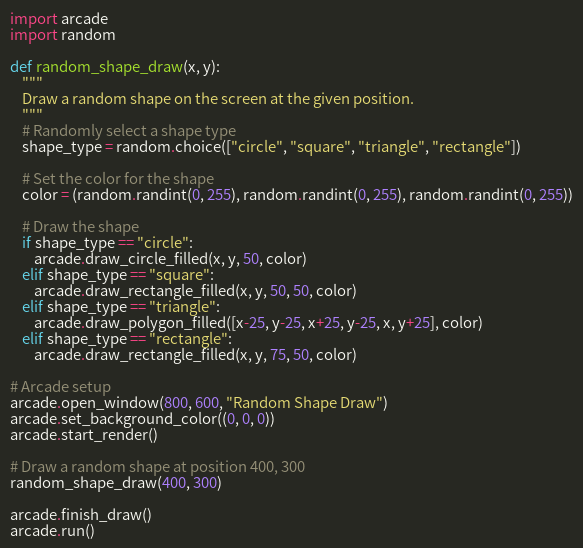 import arcade
import random

def random_shape_draw(x, y):
    """
    Draw a random shape on the screen at the given position.
    """
    # Randomly select a shape type
    shape_type = random.choice(["circle", "square", "triangle", "rectangle"])

    # Set the color for the shape
    color = (random.randint(0, 255), random.randint(0, 255), random.randint(0, 255))

    # Draw the shape
    if shape_type == "circle":
        arcade.draw_circle_filled(x, y, 50, color)
    elif shape_type == "square":
        arcade.draw_rectangle_filled(x, y, 50, 50, color)
    elif shape_type == "triangle":
        arcade.draw_polygon_filled([x-25, y-25, x+25, y-25, x, y+25], color)
    elif shape_type == "rectangle":
        arcade.draw_rectangle_filled(x, y, 75, 50, color)

# Arcade setup
arcade.open_window(800, 600, "Random Shape Draw")
arcade.set_background_color((0, 0, 0))
arcade.start_render()

# Draw a random shape at position 400, 300
random_shape_draw(400, 300)

arcade.finish_draw()
arcade.run()